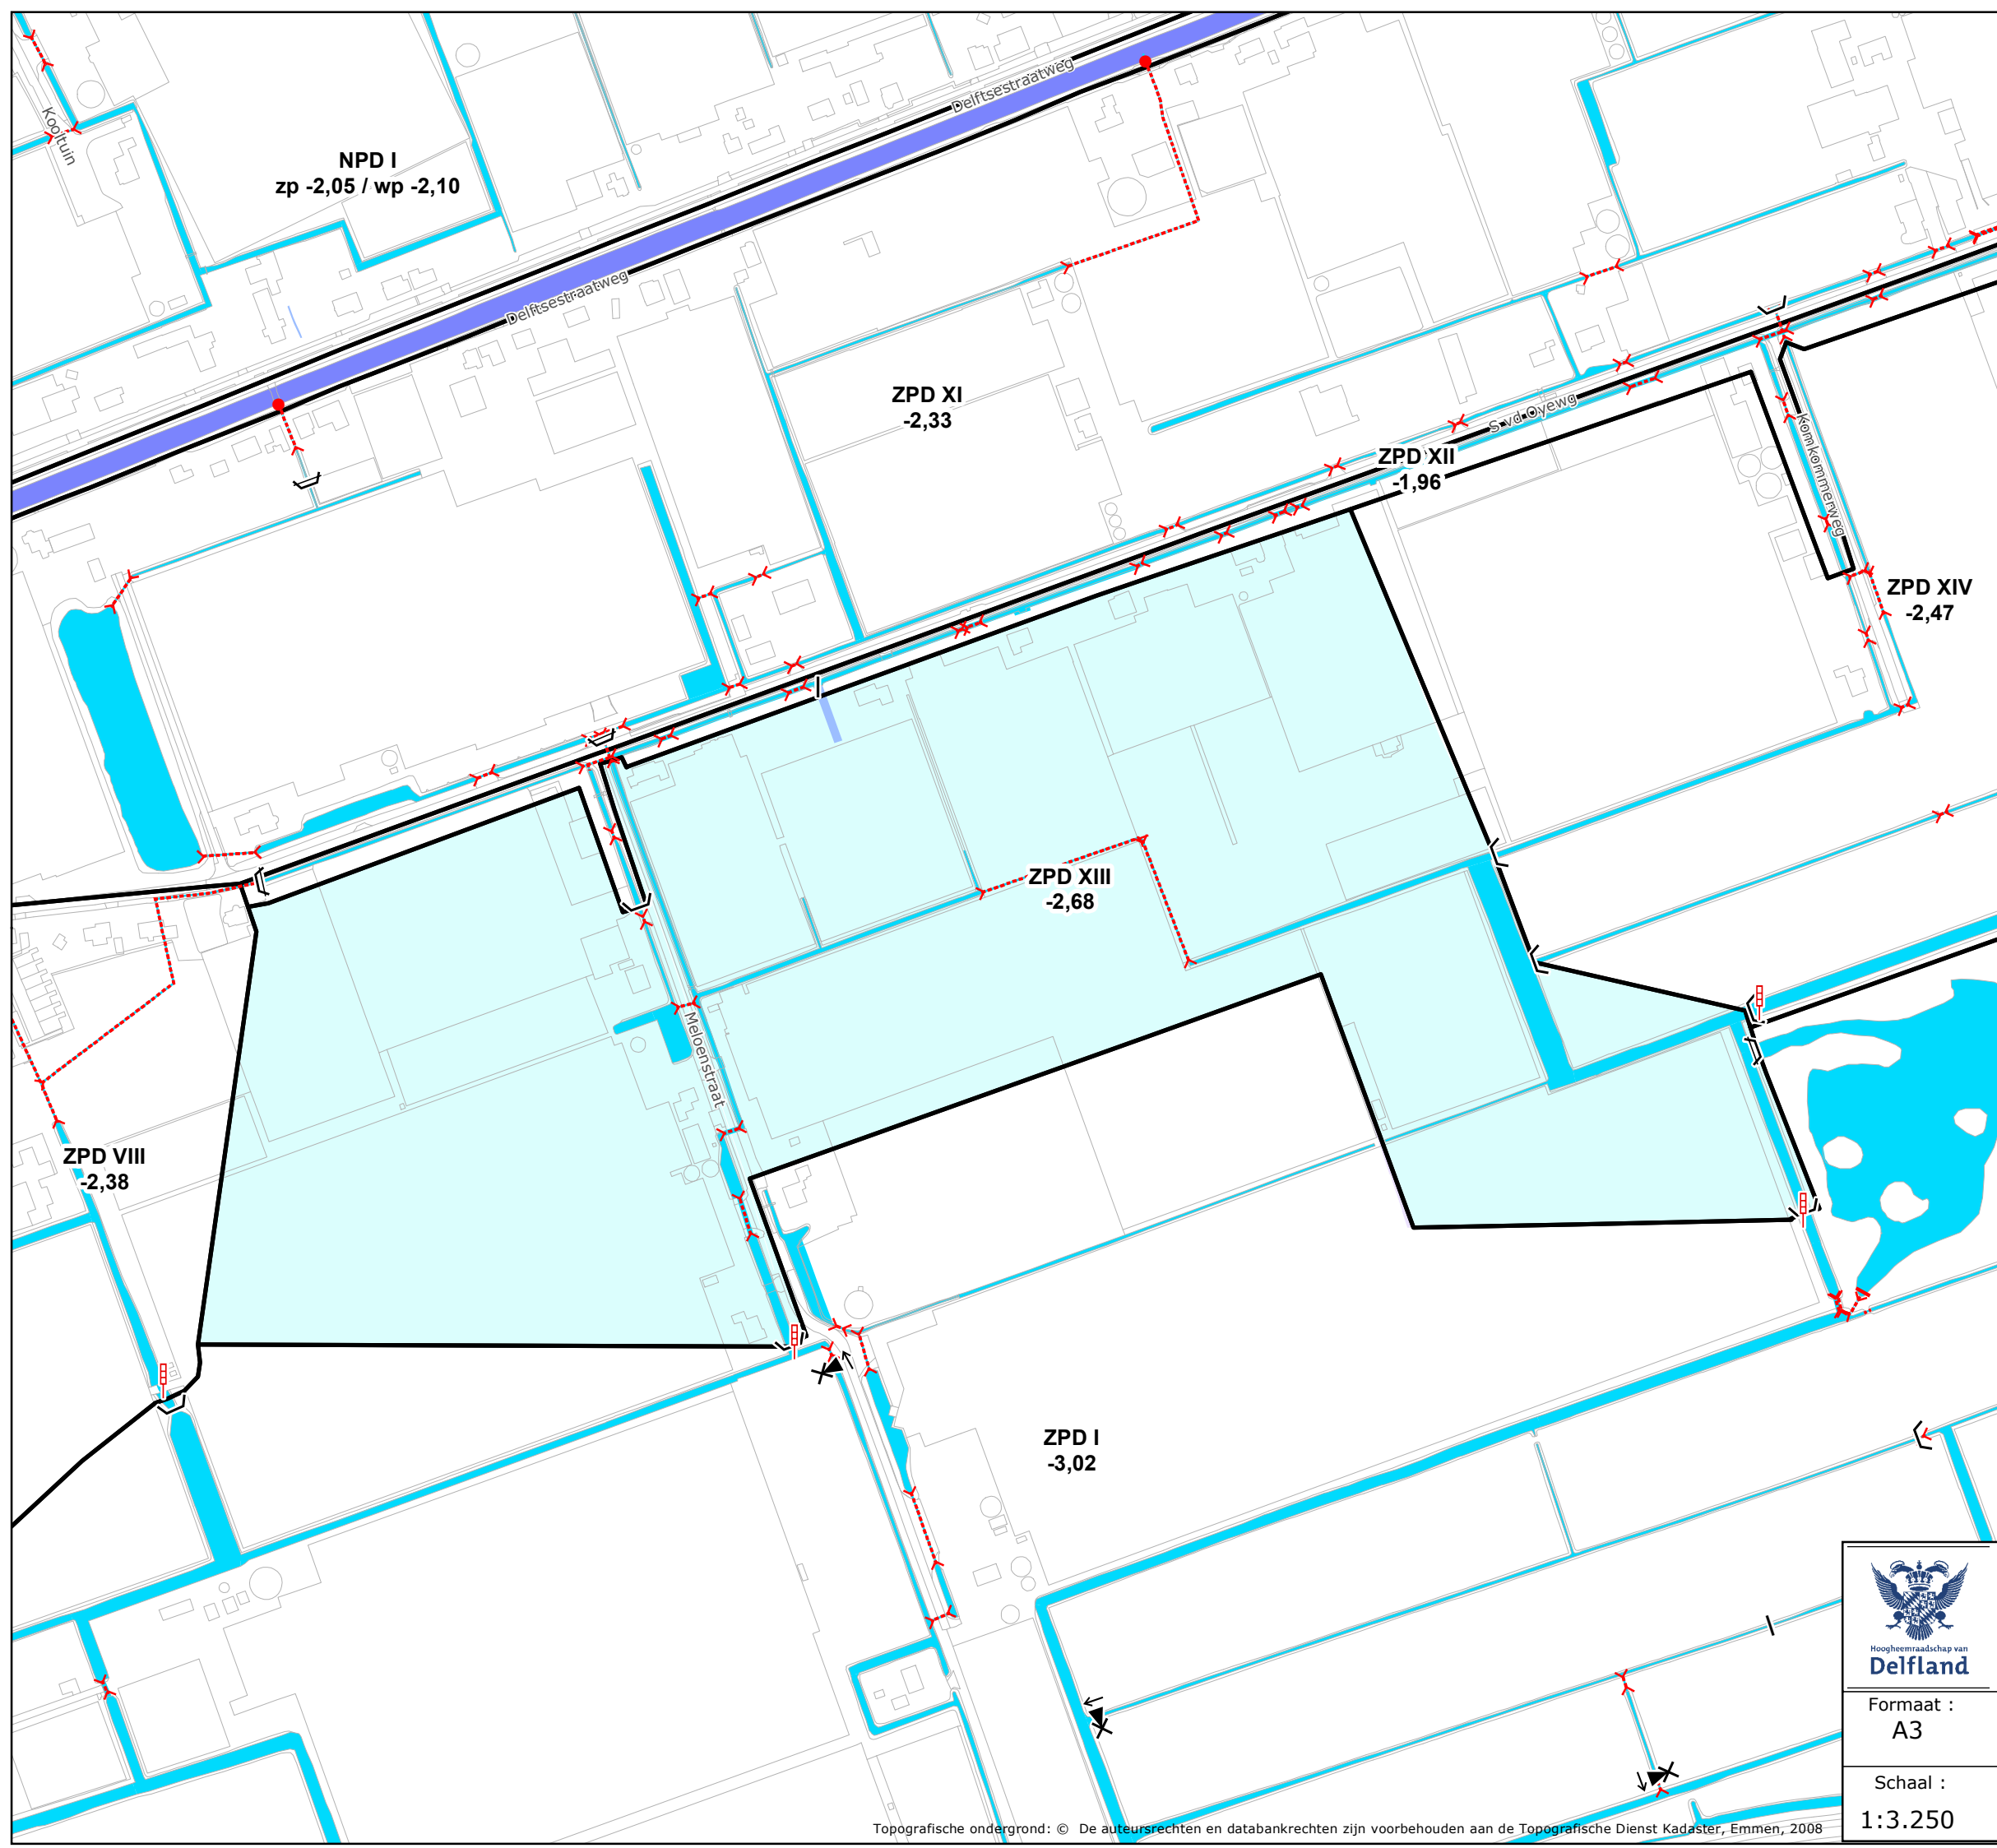 Kooltuin
NPD I
zp -2,05 / wp -2,10
Delftsestraatweg
Delftsestraatweg
ZPD XI
-2,33
S vd Oyewg
ZPD XII
-1,96
Komkommerweg
ZPD XIV
-2,47
ZPD XIII
-2,68
Meloenstraat
ZPD VIII
-2,38
ZPD I
-3,02
Hoogheemraadschap van
Delfland
Formaat :
A3
Schaal :
1:3.250
Topografische ondergrond: © De auteursrechten en databankrechten zijn voorbehouden aan de Topografische Dienst Kadaster, Emmen, 2008